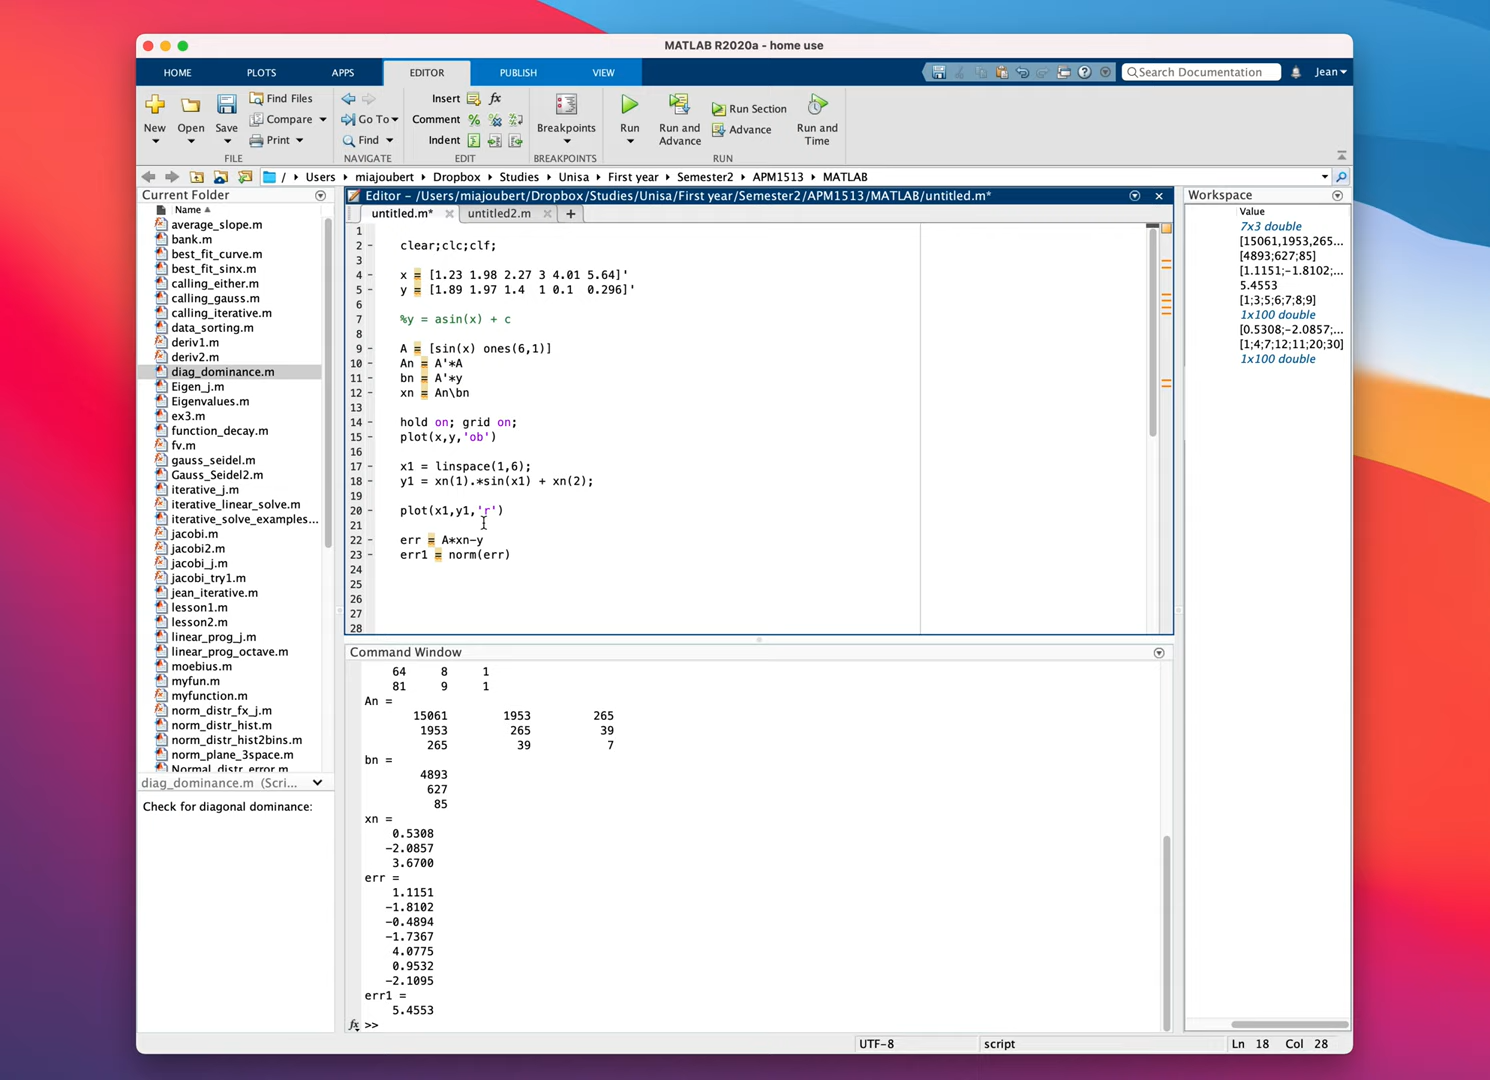 MATLAB R2020a - home use
HOME PLOTS APPS EDITOR PUBLISH VIEW
Search Documentation
Jean
New
Open
Save
Find Files
Compare
Print
FILE
Go To
Find
NAVIGATE
Insert
Comment
Indent
EDIT
Breakpoints
BREAKPOINTS
Run
Run and
Advance
Run Section
Advance
Run and
Time
RUN
/ Users miajoubert Dropbox Studies Unisa First year Semester2 APM1513 MATLAB
Current Folder
Name
average_slope.m
bank.m
best_fit_curve.m
best_fit_sinx.m
calling_either.m
calling_gauss.m
calling_iterative.m
data_sorting.m
deriv1.m
deriv2.m
diag_dominance.m
Eigen_j.m
Eigenvalues.m
ex3.m
function_decay.m
fv.m
gauss_seidel.m
Gauss_Seidel2.m
iterative_j.m
iterative_linear_solve.m
iterative_solve_examples...
jacobi.m
jacobi2.m
jacobi_j.m
jacobi_try1.m
jean_iterative.m
lesson1.m
lesson2.m
linear_prog_j.m
linear_prog_octave.m
moebius.m
myfun.m
myfunction.m
norm_distr_fx_j.m
norm_distr_hist.m
norm_distr_hist2bins.m
norm_plane_3space.m
Normal_distr_error.m
diag_dominance.m (Scri...
Check for diagonal dominance:
Editor - /Users/miajoubert/Dropbox/Studies/Unisa/First year/Semester2/APM1513/MATLAB/untitled.m*
untitled.m* untitled2.m
1
2 - clear;clc;clf;
3
4 - x = [1.23 1.98 2.27 3 4.01 5.64]'
5 - y = [1.89 1.97 1.4 1 0.1 0.296]'
6
7 %y = asin(x) + c
8
9 - A = [sin(x) ones(6,1)]
10 - An = A'*A
11 - bn = A'*y
12 - xn = An\bn
13
14 - hold on; grid on;
15 - plot(x,y,'ob')
16
17 - x1 = linspace(1,6);
18 - y1 = xn(1).*sin(x1) + xn(2);
19
20 - plot(x1,y1,'r')
21
22 - err = A*xn-y
23 - err1 = norm(err)
24
25
26
27
28
Command Window
64 8 1
81 9 1
An =
15061 1953 265
1953 265 39
265 39 7
bn =
4893
627
85
xn =
0.5308
-2.0857
3.6700
err =
1.1151
-1.8102
-0.4894
-1.7367
4.0775
0.9532
-2.1095
err1 =
5.4553
fx >>
Workspace
Value
7x3 double
[15061,1953,265...
[4893;627;85]
[1.1151;-1.8102;...
5.4553
[1;3;5;6;7;8;9]
1x100 double
[0.5308;-2.0857;...
[1;4;7;12;11;20;30]
1x100 double
UTF-8 script Ln 18 Col 28